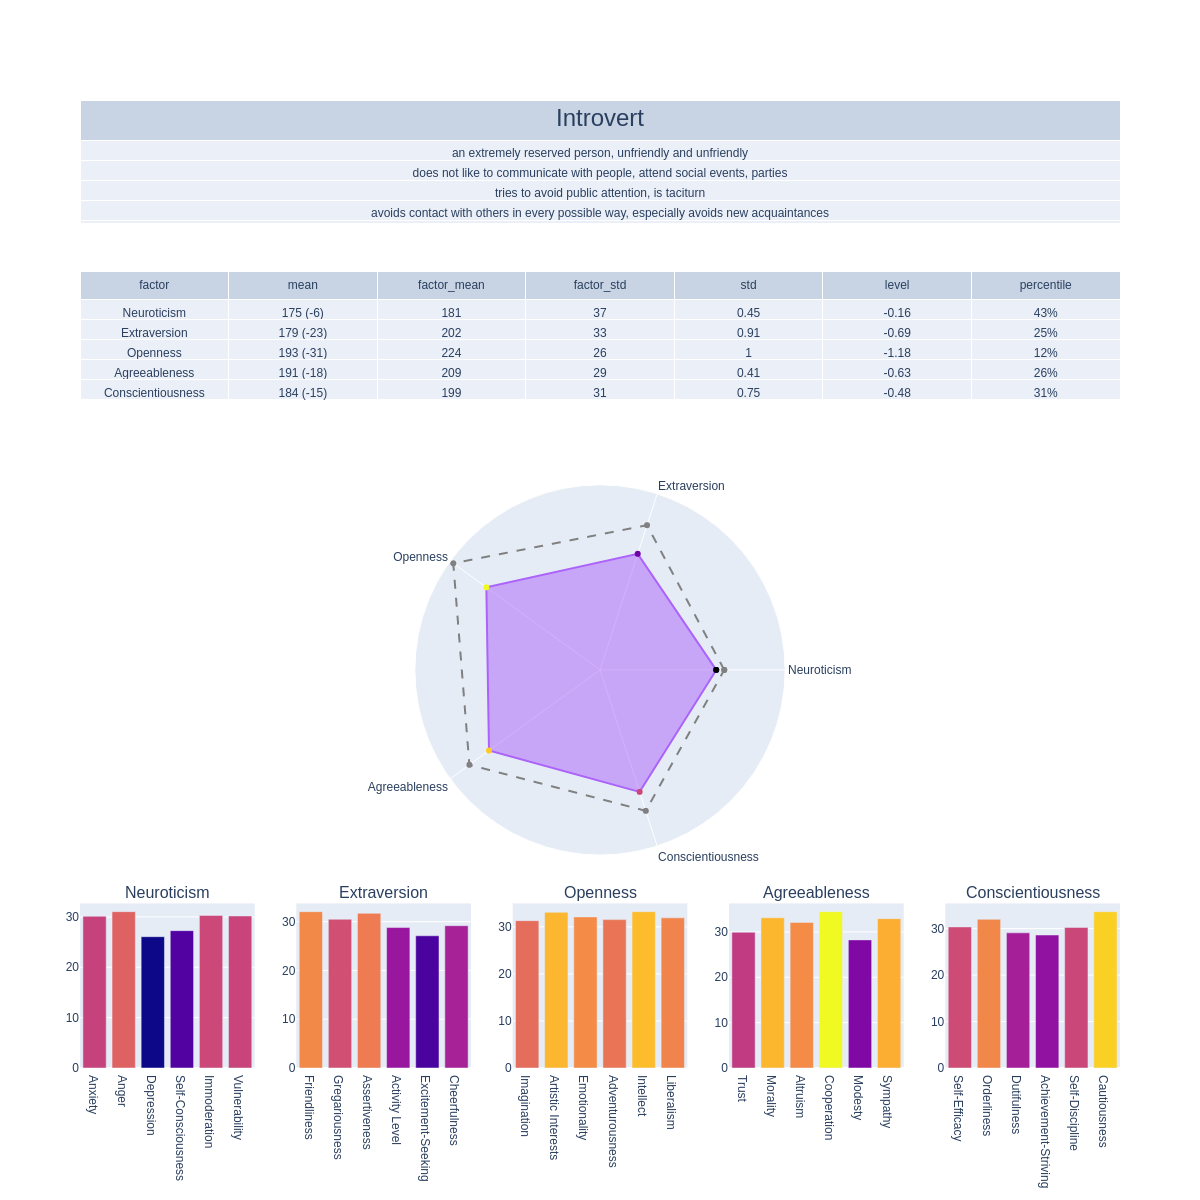 Introvert
an extremely reserved person, unfriendly and unfriendly
does not like to communicate with people, attend social events, parties
tries to avoid public attention, is taciturn
avoids contact with others in every possible way, especially avoids new acquaintances
factor mean factor_mean factor_std std level percentile
Neuroticism 175 (-6) 181 37 0.45 -0.16 43%
Extraversion 179 (-23) 202 33 0.91 -0.69 25%
Openness 193 (-31) 224 26 1 -1.18 12%
Agreeableness 191 (-18) 209 29 0.41 -0.63 26%
Conscientiousness 184 (-15) 199 31 0.75 -0.48 31%
Extraversion
Openness
Neuroticism
Agreeableness
Conscientiousness
Neuroticism
30
20
10
0
Anxiety
Anger
Depression
Self-Consciousness
Immoderation
Vulnerability
Extraversion
30
20
10
0
Friendliness
Gregariousness
Assertiveness
Activity Level
Excitement-Seeking
Cheerfulness
Openness
30
20
10
0
Imagination
Artistic Interests
Emotionality
Adventurousness
Intellect
Liberalism
Agreeableness
30
20
10
0
Trust
Morality
Altruism
Cooperation
Modesty
Sympathy
Conscientiousness
30
20
10
0
Self-Efficacy
Orderliness
Dutifulness
Achievement-Striving
Self-Discipline
Cautiousness